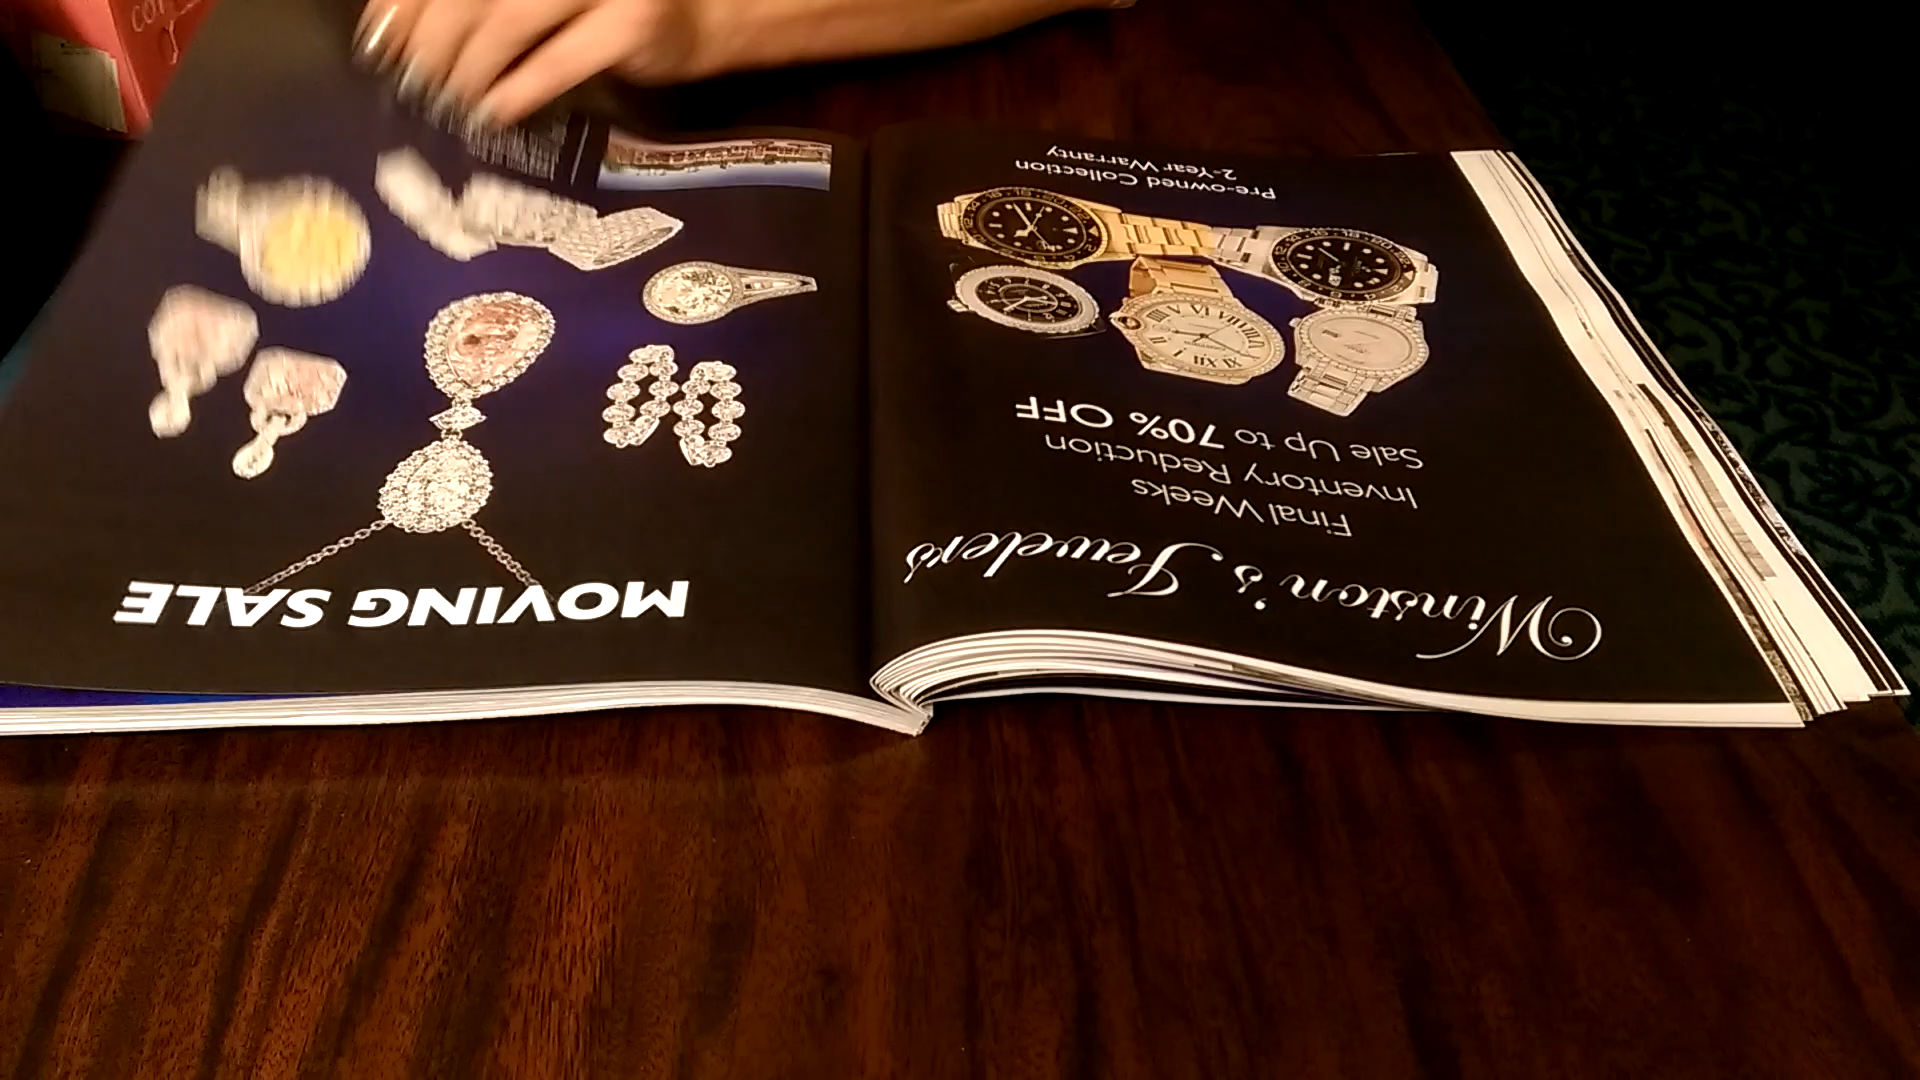 Winston's Jewelers
Final Weeks
Inventory Reduction
Sale Up to 70% OFF
Pre-owned Collection
2-Year Warranty
MOVING SALE